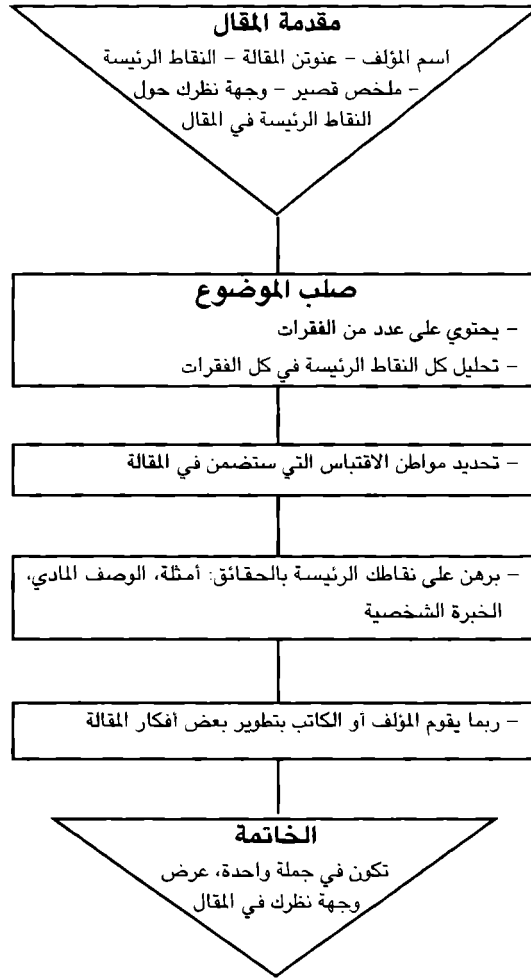 مقدمة المقال
اسم المؤلف – عنوتن المقالة – النقاط الرئيسة
– ملخص قصير – وجهة نظرك حول
النقاط الرئيسة في المقال
صلب الموضوع
– يحتوي على عدد من الفقرات
– تحليل كل النقاط الرئيسة في كل الفقرات
– تحديد مواطن الاقتباس التي ستضمن في المقالة
– برهن على نقاطك الرئيسة بالحقائق: أمثلة، الوصف المادي،
الخبرة الشخصية
– ربما يقوم المؤلف أو الكاتب بتطوير بعض أفكار المقالة
الخاتمة
تكون في جملة واحدة، عرض
وجهة نظرك في المقال